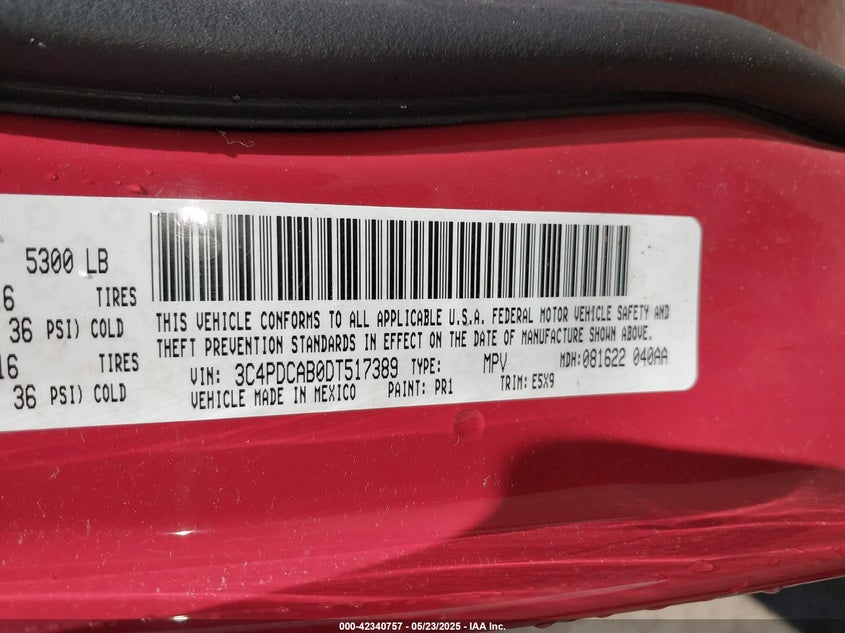 5300 LB
6 TIRES
36 PSI) COLD
16 TIRES
36 PSI) COLD
THIS VEHICLE CONFORMS TO ALL APPLICABLE U.S.A. FEDERAL MOTOR VEHICLE SAFETY AND
THEFT PREVENTION STANDARDS IN EFFECT ON THE DATE OF MANUFACTURE SHOWN ABOVE.
VIN: 3C4PDCAB0DT517389 TYPE: MPV MDH:081622 040AA
VEHICLE MADE IN MEXICO PAINT: PR1 TRIM: E5X9
000-42340757 - 05/23/2025 - IAA Inc.